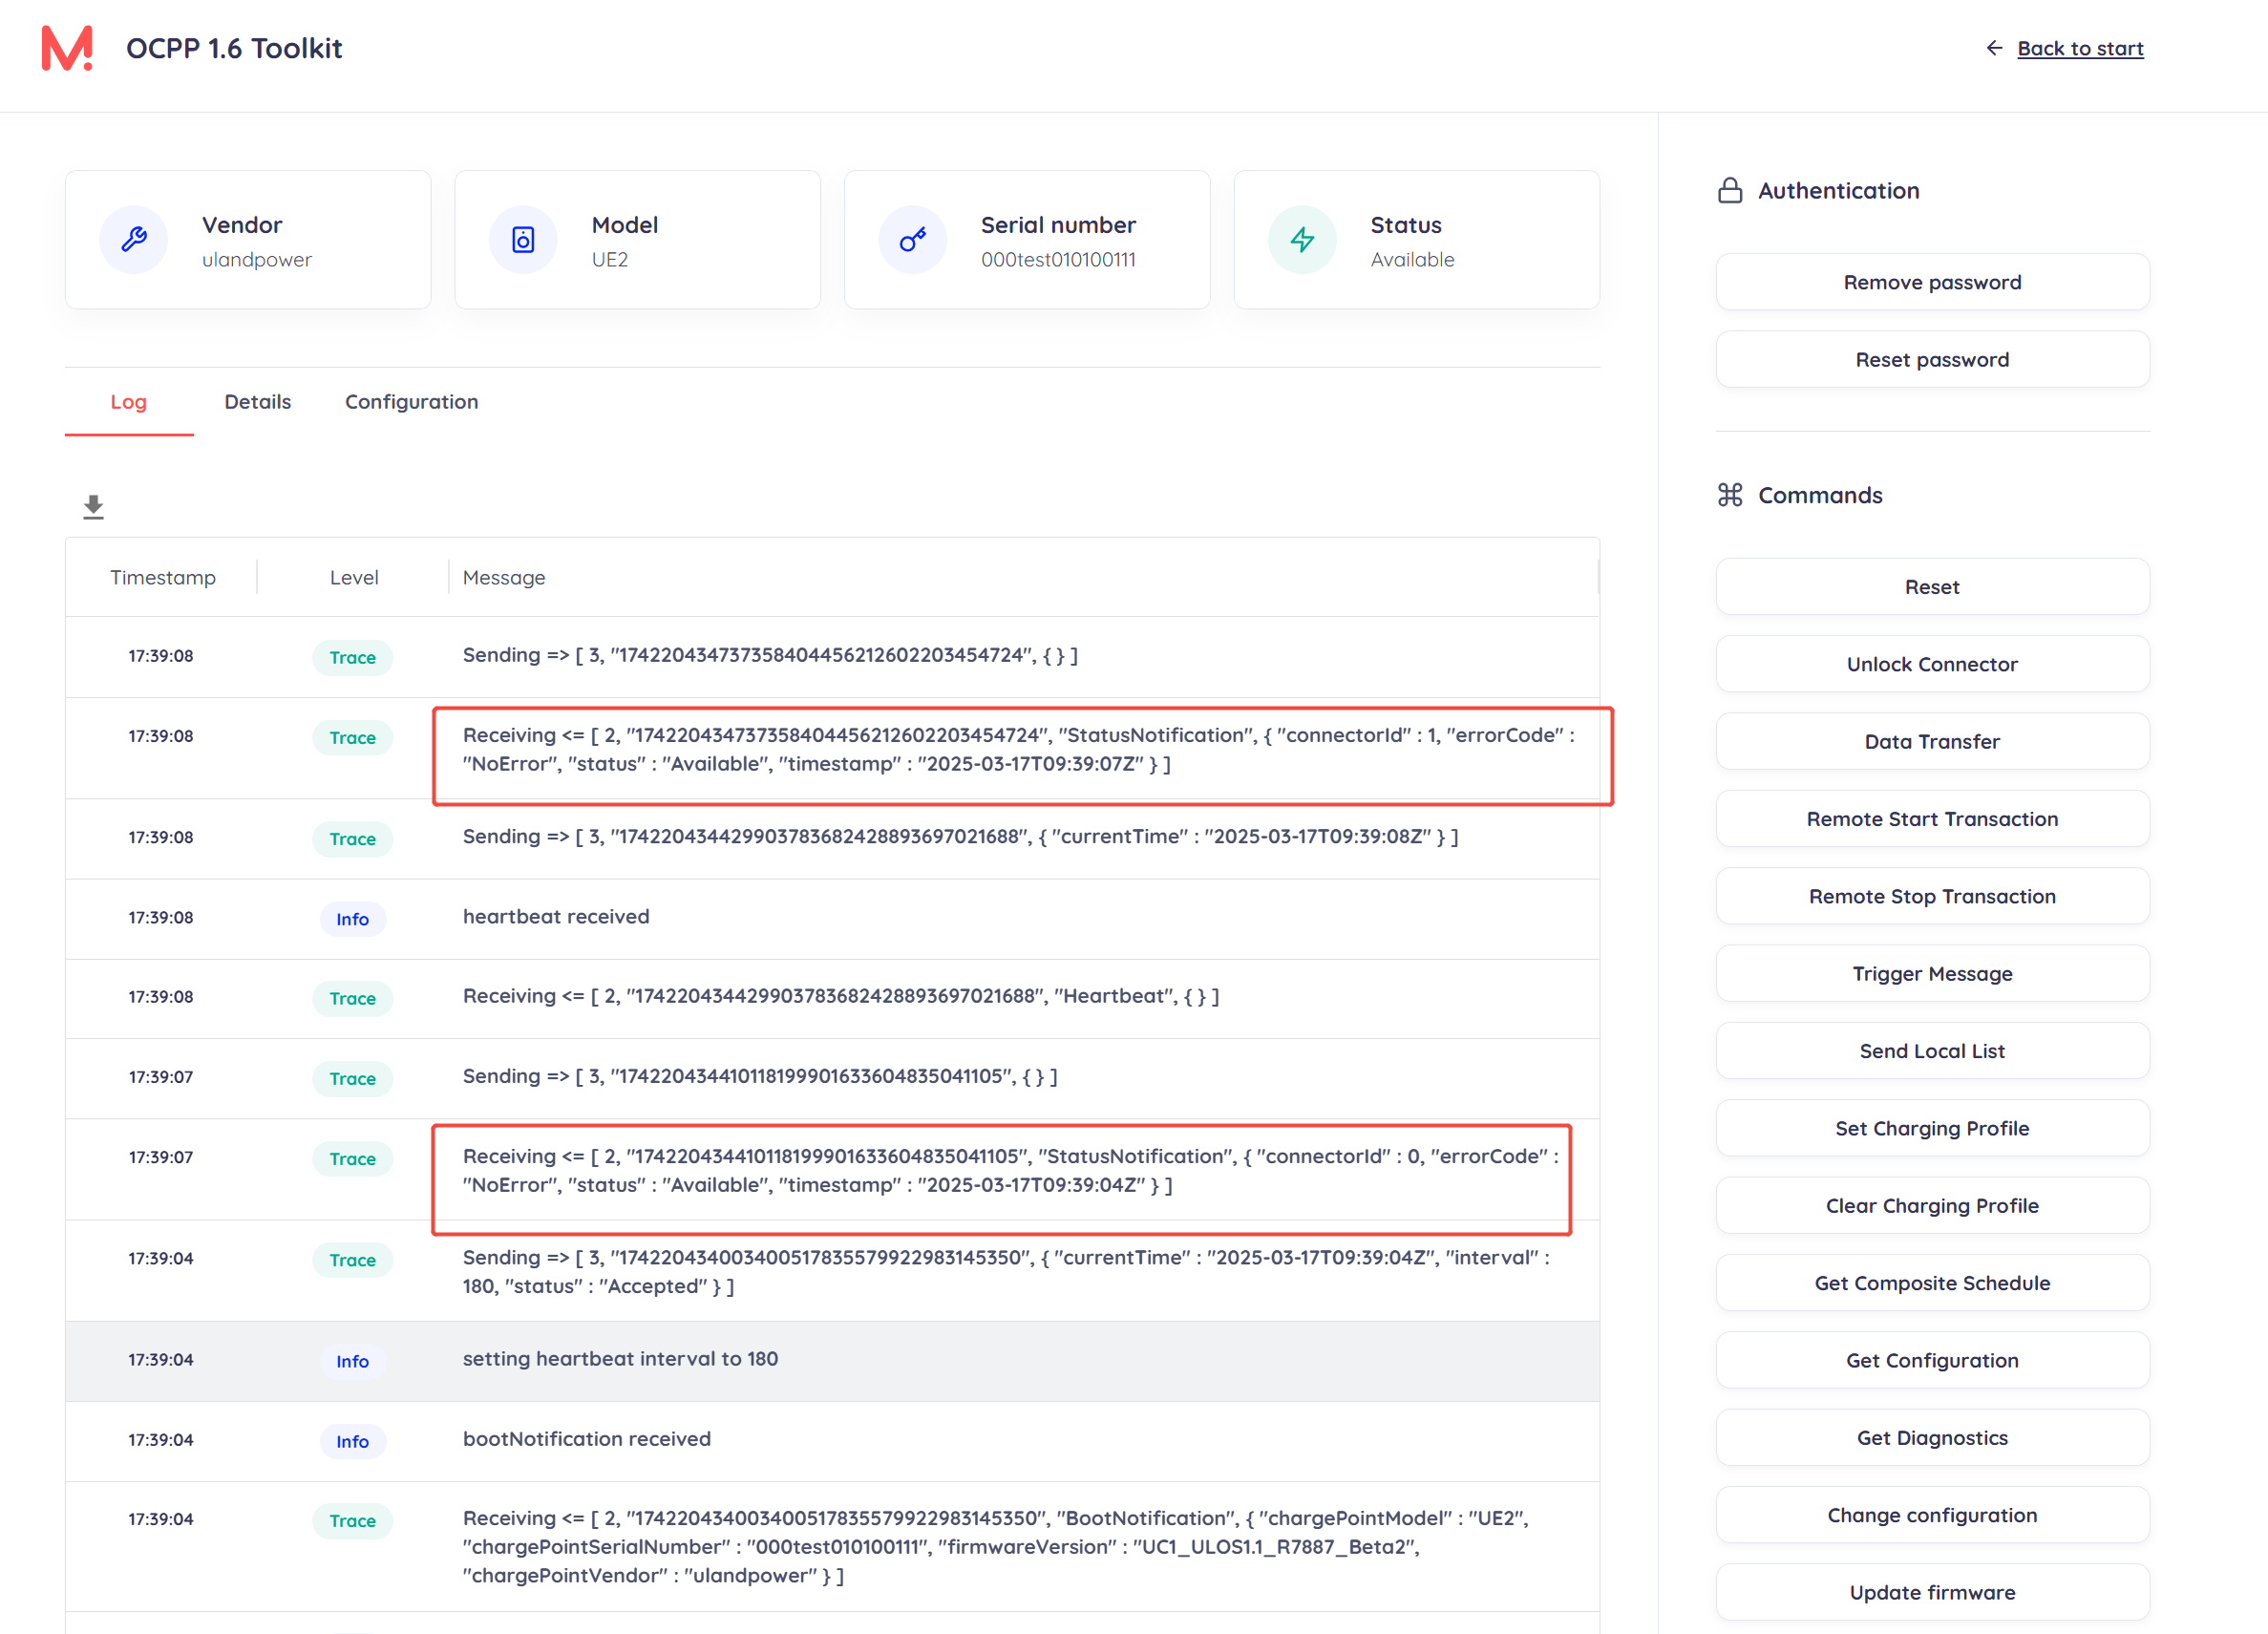 M.
OCPP 1.6 Toolkit
Back to start
Vendor
ulandpower
Model
UE2
Serial number
000test010100111
Status
Available
Log
Details
Configuration
Timestamp
Level
Message
17:39:08
Trace
Sending => [ 3, "17422043473735840445621260220345​4724", { } ]
17:39:08
Trace
Receiving <= [ 2, "174220434737358404456212602203454724", "StatusNotification", { "connectorId" : 1, "errorCode" :
"NoError", "status" : "Available", "timestamp" : "2025-03-17T09:39:07Z" } ]
17:39:08
Trace
Sending => [ 3, "174220434429903783682428893697021688", { "currentTime" : "2025-03-17T09:39:08Z" } ]
17:39:08
Info
heartbeat received
17:39:08
Trace
Receiving <= [ 2, "174220434429903783682428893697021688", "Heartbeat", { } ]
17:39:07
Trace
Sending => [ 3, "174220434410118199901633604835041105", { } ]
17:39:07
Trace
Receiving <= [ 2, "174220434410118199901633604835041105", "StatusNotification", { "connectorId" : 0, "errorCode" :
"NoError", "status" : "Available", "timestamp" : "2025-03-17T09:39:04Z" } ]
17:39:04
Trace
Sending => [ 3, "174220434003400517835579922983145350", { "currentTime" : "2025-03-17T09:39:04Z", "interval" :
180, "status" : "Accepted" } ]
17:39:04
Info
setting heartbeat interval to 180
17:39:04
Info
bootNotification received
17:39:04
Trace
Receiving <= [ 2, "174220434003400517835579922983145350", "BootNotification", { "chargePointModel" : "UE2",
"chargePointSerialNumber" : "000test010100111", "firmwareVersion" : "UC1_ULOS1.1_R7887_Beta2",
"chargePointVendor" : "ulandpower" } ]
Authentication
Remove password
Reset password
Commands
Reset
Unlock Connector
Data Transfer
Remote Start Transaction
Remote Stop Transaction
Trigger Message
Send Local List
Set Charging Profile
Clear Charging Profile
Get Composite Schedule
Get Configuration
Get Diagnostics
Change configuration
Update firmware